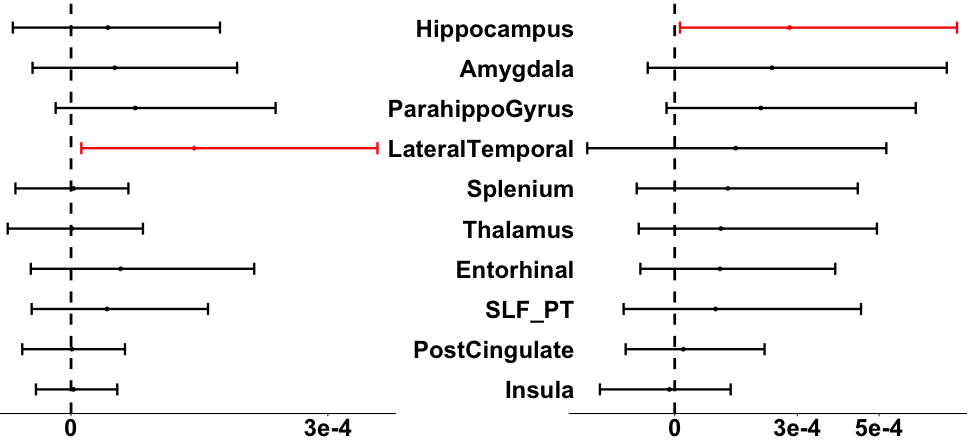 Hippocampus
Amygdala
ParahippoGyrus
LateralTemporal
Splenium
Thalamus
Entorhinal
SLF_PT
PostCingulate
Insula
0 3e-4 0 3e-4 5e-4